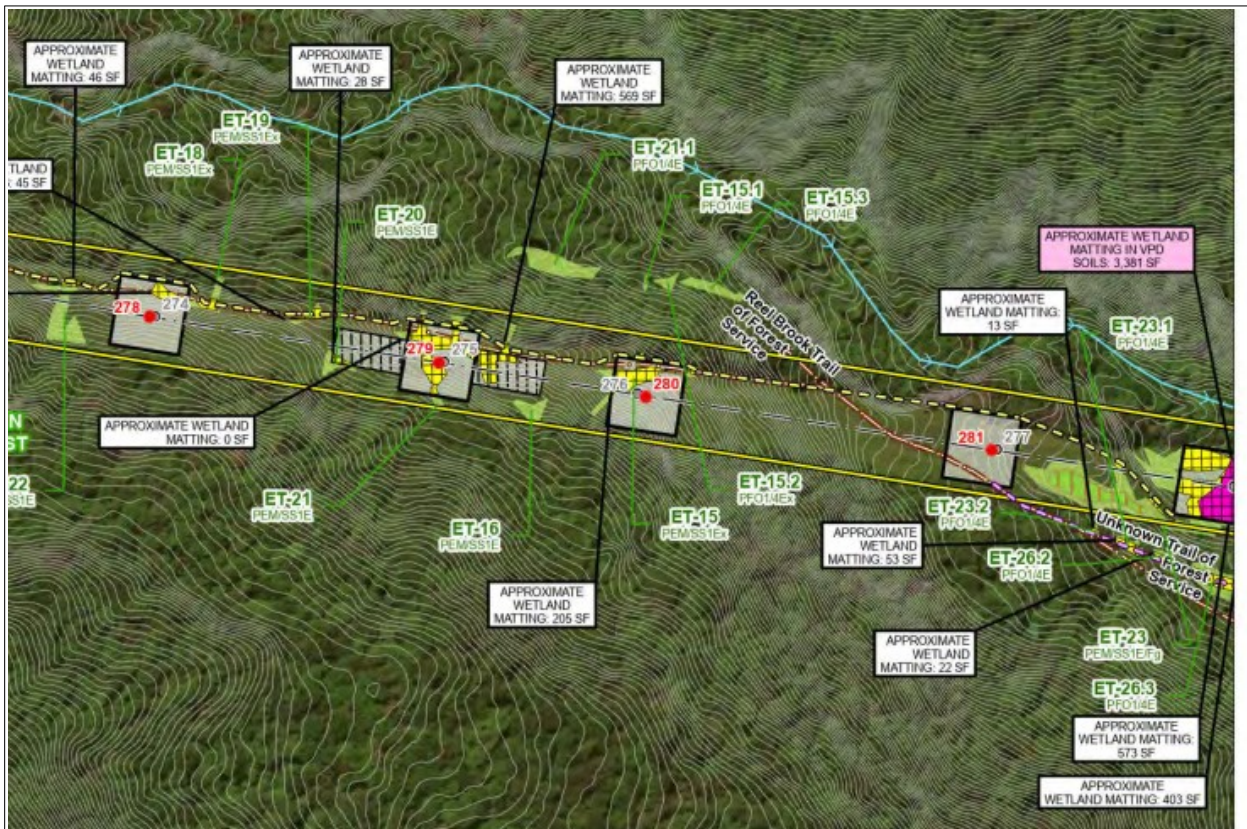 APPROXIMATE
WETLAND
MATTING: 46 SF
APPROXIMATE
WETLAND
MATTING: 28 SF
APPROXIMATE
WETLAND
MATTING: 569 SF
ET-19
PEM/SS1Ex
ET-18
PEM/SS1Ex
ET-21.1
PFO1/4E
ET-15.1
PFO1/4E
ET-15.3
PFO1/4E
45 SF
ET-20
PEM/SS1E
APPROXIMATE WETLAND
MATTING IN VPD
SOILS: 3,381 SF
APPROXIMATE
WETLAND MATTING:
13 SF
ET-23.1
PFO1/4E
278
274
279
275
276
280
281
277
Reel Brook Trail
of Forest
Service
APPROXIMATE WETLAND
MATTING: 0 SF
N
ST
22
SS1E
ET-21
PEM/SS1E
ET-16
PEM/SS1E
ET-15.2
PFO1/4Ex
ET-15
PEM/SS1Ex
ET-23.2
PFO1/4E
Unknown Trail of
Forest
Service
APPROXIMATE
WETLAND
MATTING: 53 SF
ET-26.2
PFO1/4E
APPROXIMATE
WETLAND
MATTING: 205 SF
APPROXIMATE
WETLAND
MATTING: 22 SF
ET-23
PEM/SS1E/Fg
ET-26.3
PFO1/4E
APPROXIMATE
WETLAND MATTING:
573 SF
APPROXIMATE
WETLAND MATTING: 403 SF